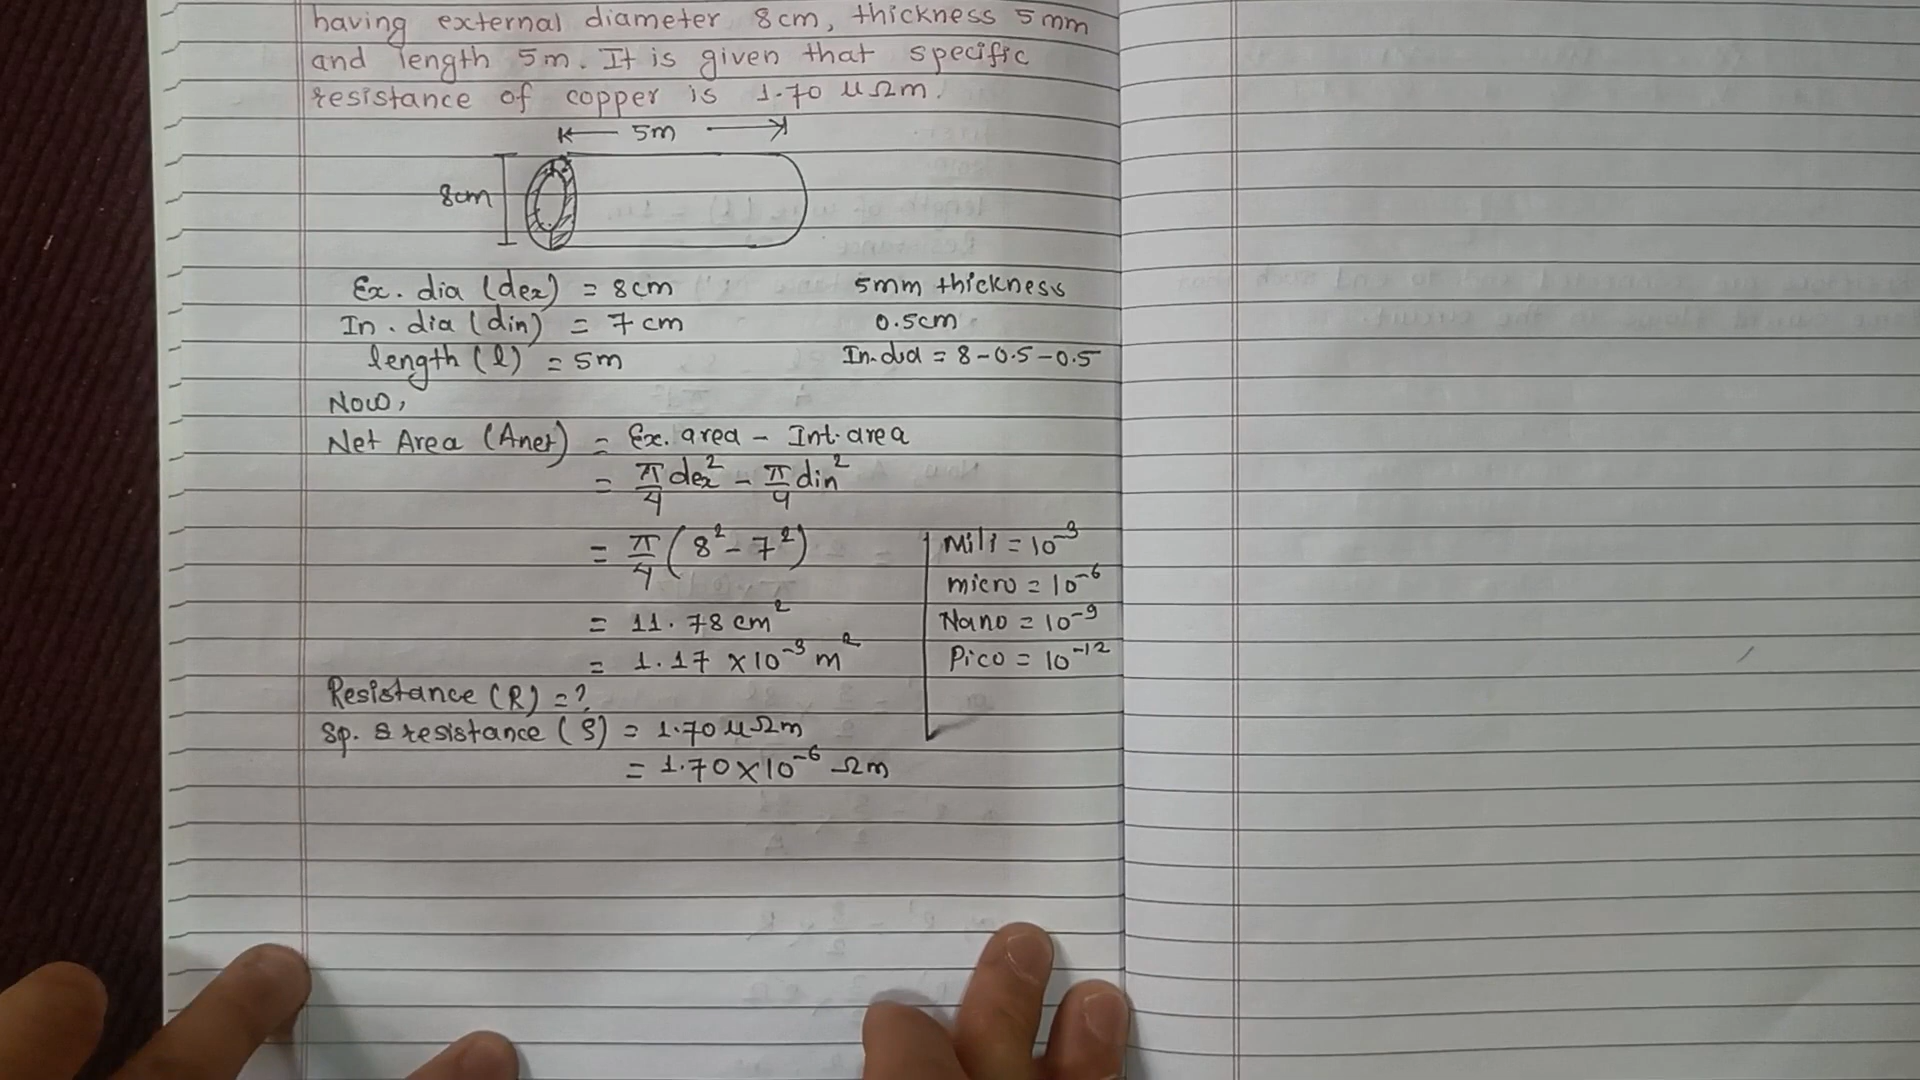 having external diameter 8cm, thickness 5mm
and length 5m. It is given that specific
resistance of copper is 1.70 μΩm.
5m
8cm
Ex. dia (dex) = 8cm
5mm thickness
In. dia (din) = 7cm
0.5cm
length (l) = 5m
In.dia = 8-0.5-0.5
Now,
Net Area (Anet) = Ex. area - Int. area
= π/4 dex² - π/4 din²
= π/4 (8² - 7²)
Mili = 10⁻³
micro = 10⁻⁶
= 11.78 cm²
Nano = 10⁻⁹
= 1.17 × 10⁻³ m²
Pico = 10⁻¹²
Resistance (R) = ?
Sp. resistance (ρ) = 1.70 μΩm
= 1.70 × 10⁻⁶ Ωm